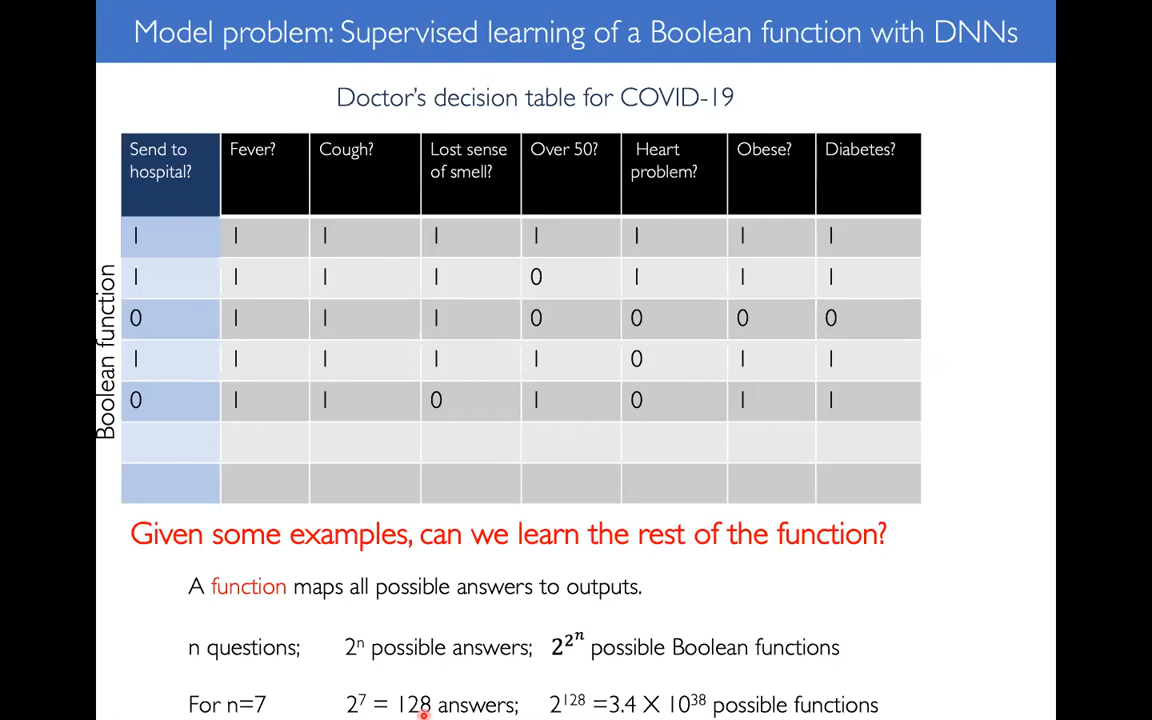 Model problem: Supervised learning of a Boolean function with DNNs
Doctor's decision table for COVID-19
Send to hospital? Fever? Cough? Lost sense of smell? Over 50? Heart problem? Obese? Diabetes?
1 1 1 1 1 1 1 1
1 1 1 1 0 1 1 1
0 1 1 1 0 0 0 0
1 1 1 1 1 0 1 1
0 1 1 0 1 0 1 1
Boolean function
Given some examples, can we learn the rest of the function?
A function maps all possible answers to outputs.
n questions; 2ⁿ possible answers; 2^2ⁿ possible Boolean functions
For n=7 2⁷ = 128 answers; 2¹²⁸ =3.4 X 10³⁸ possible functions